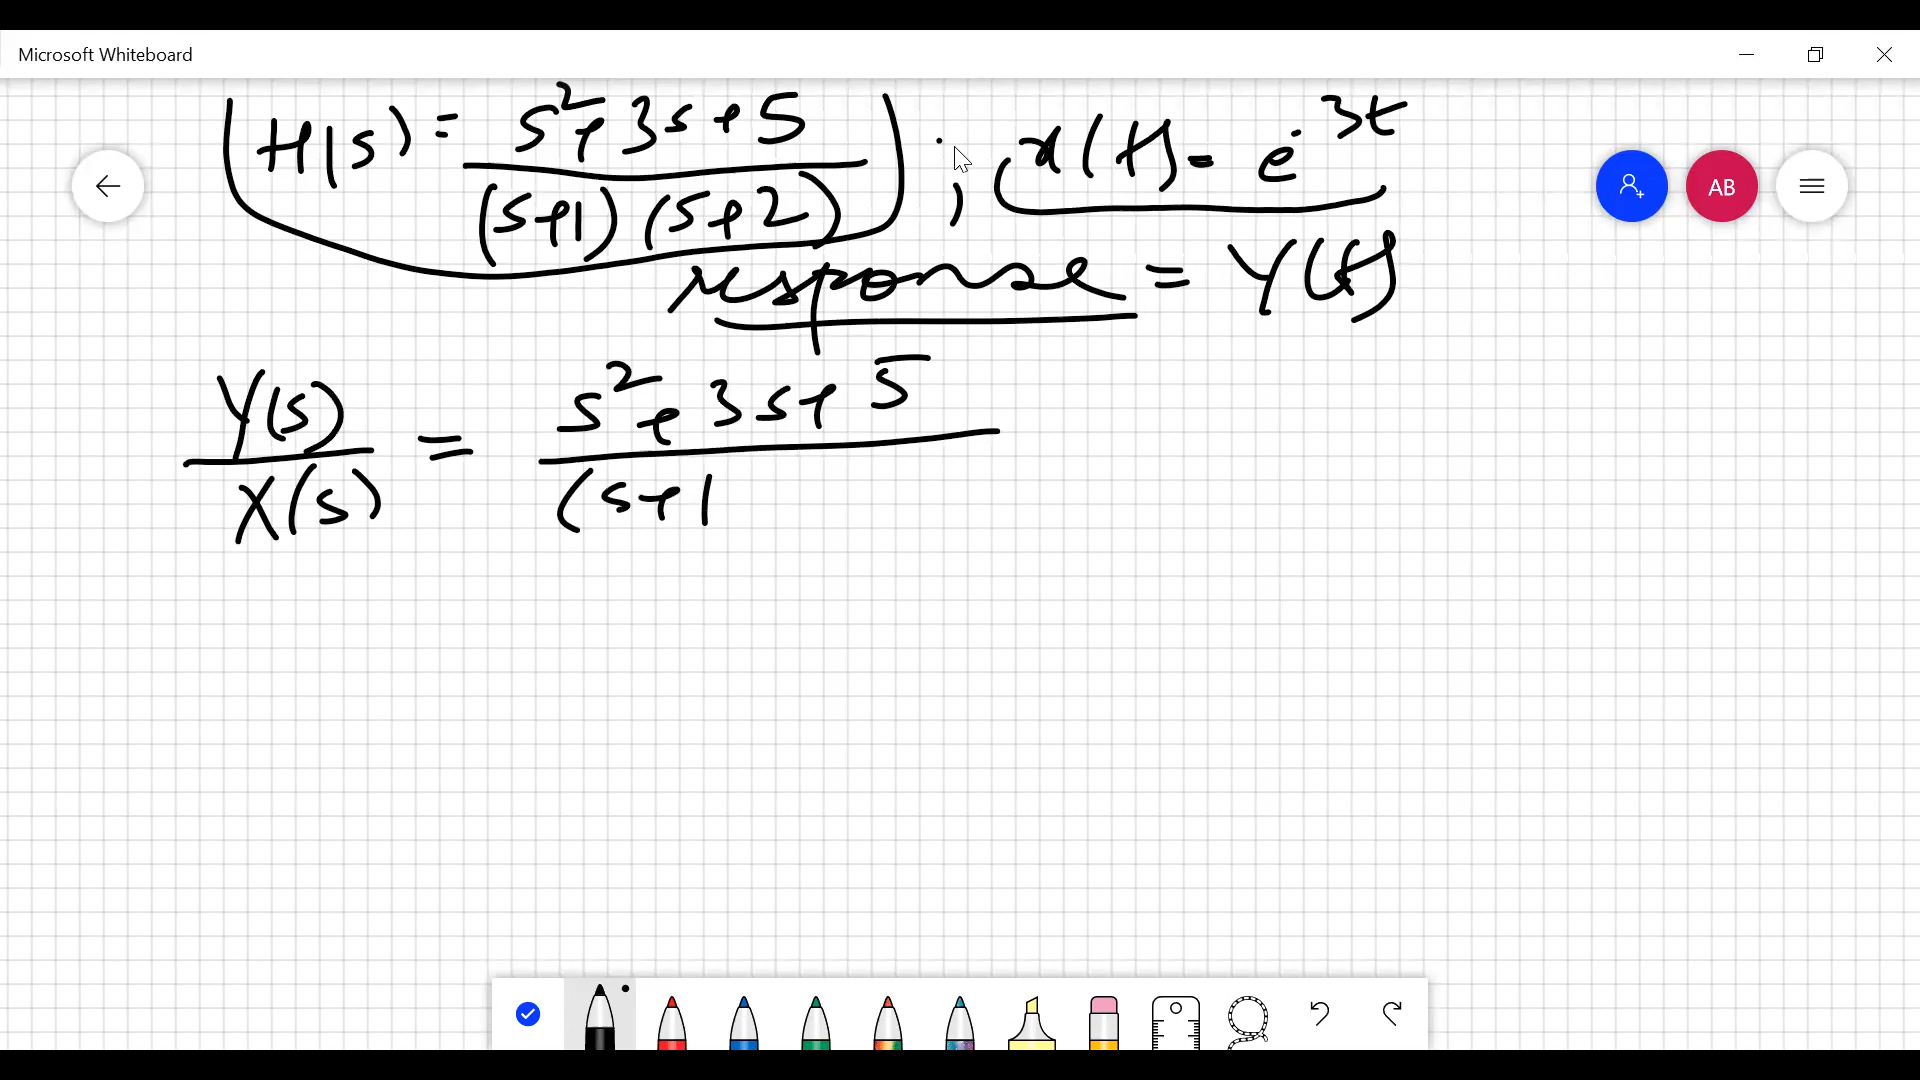 Microsoft Whiteboard
H(s) = s²+3s+5 / (s+1)(s+2) ; x(t) = e^3t
response = Y(t)
AB
Y(s)/X(s) = s²+3s+5 / (s+1